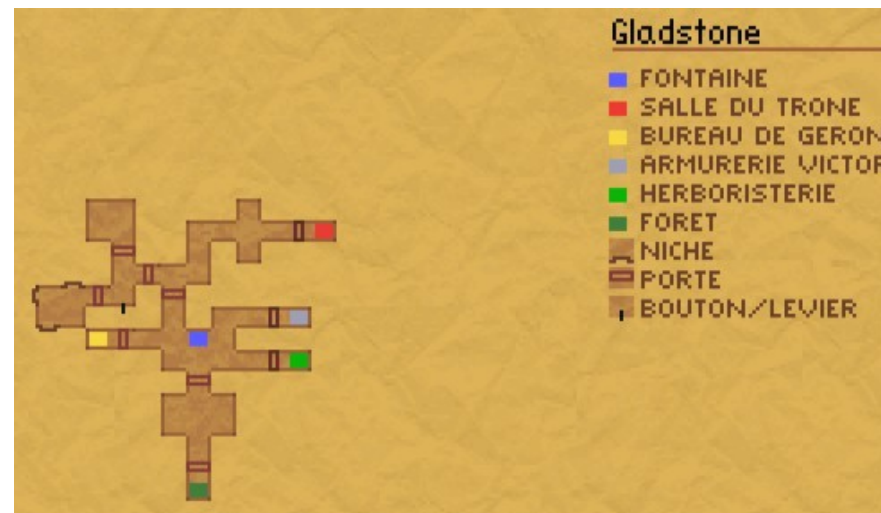 Gladstone
FONTAINE
SALLE DU TRONE
BUREAU DE GERON
ARMURERIE VICTOR
HERBORISTERIE
FORET
NICHE
PORTE
BOUTON/LEVIER